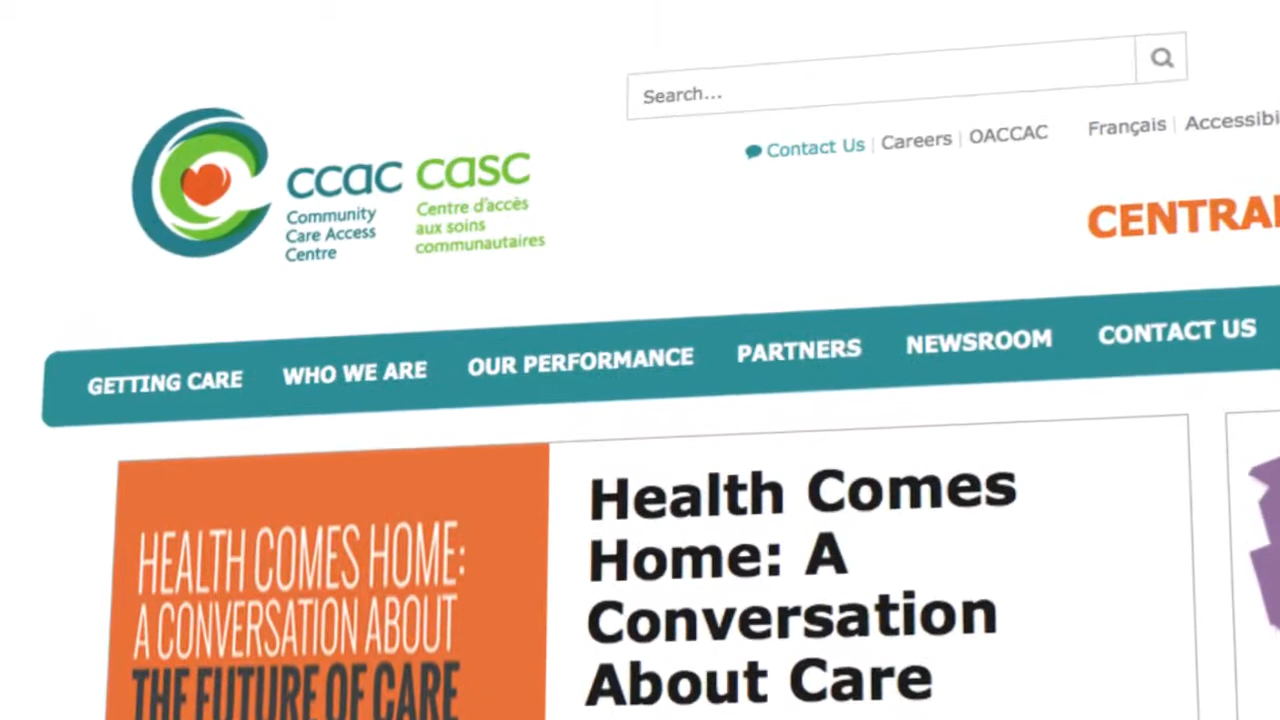 Search...
Contact Us | Careers | OACCAC Français |
ccac casc
Community Care Access Centre
Centre d'accès aux soins communautaires
GETTING CARE WHO WE ARE OUR PERFORMANCE PARTNERS NEWSROOM CONTACT US
HEALTH COMES HOME:
A CONVERSATION ABOUT
THE FUTURE OF CARE
Health Comes
Home: A
Conversation
About Care